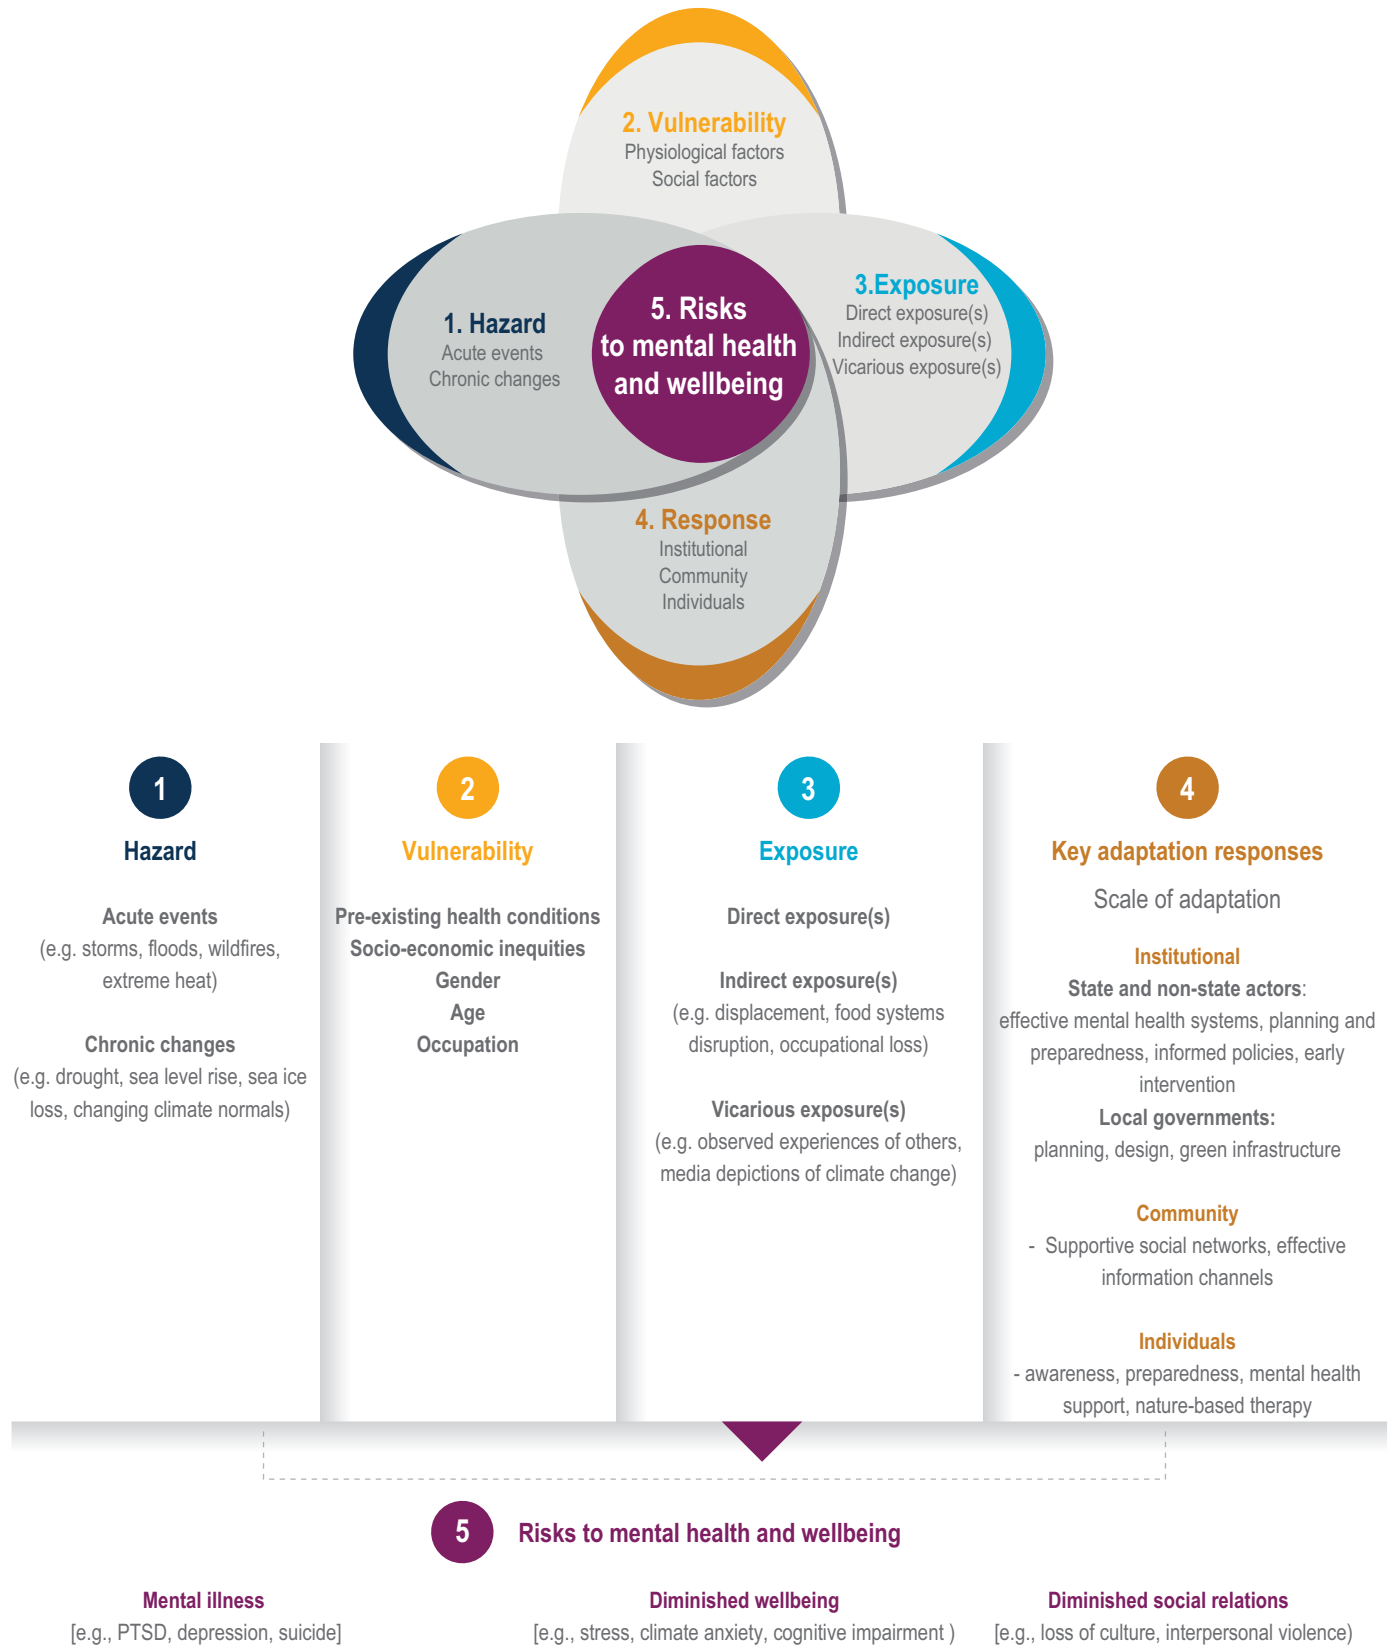 2. Vulnerability
Physiological factors
Social factors
1. Hazard
Acute events
Chronic changes
5. Risks
to mental health
and wellbeing
3.Exposure
Direct exposure(s)
Indirect exposure(s)
Vicarious exposure(s)
4. Response
Institutional
Community
Individuals
1
Hazard
Acute events
(e.g. storms, floods, wildfires,
extreme heat)
Chronic changes
(e.g. drought, sea level rise, sea ice
loss, changing climate normals)
2
Vulnerability
Pre-existing health conditions
Socio-economic inequities
Gender
Age
Occupation
3
Exposure
Direct exposure(s)
Indirect exposure(s)
(e.g. displacement, food systems
disruption, occupational loss)
Vicarious exposure(s)
(e.g. observed experiences of others,
media depictions of climate change)
4
Key adaptation responses
Scale of adaptation
Institutional
State and non-state actors:
effective mental health systems, planning and
preparedness, informed policies, early
intervention
Local governments:
planning, design, green infrastructure
Community
- Supportive social networks, effective
information channels
Individuals
- awareness, preparedness, mental health
support, nature-based therapy
5
Risks to mental health and wellbeing
Mental illness
[e.g., PTSD, depression, suicide]
Diminished wellbeing
[e.g., stress, climate anxiety, cognitive impairment )
Diminished social relations
[e.g., loss of culture, interpersonal violence)